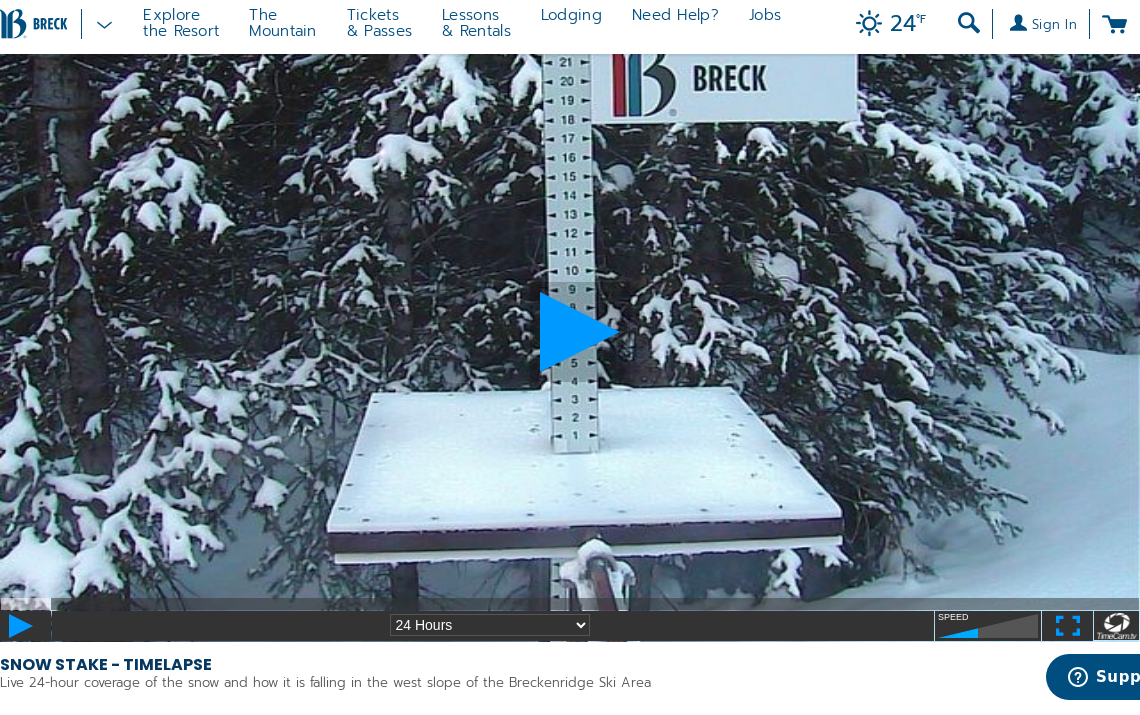 BRECK
Explore
the Resort
The
Mountain
Tickets
& Passes
Lessons
& Rentals
Lodging
Need Help?
Jobs
24°F
Sign In
21
20
19
18
17
16
15
14
13
12
11
10
9
8
5
4
3
2
1
BRECK
®
24 Hours
SPEED
TimeCam.tv
SNOW STAKE - TIMELAPSE
Live 24-hour coverage of the snow and how it is falling in the west slope of the Breckenridge Ski Area
Supp